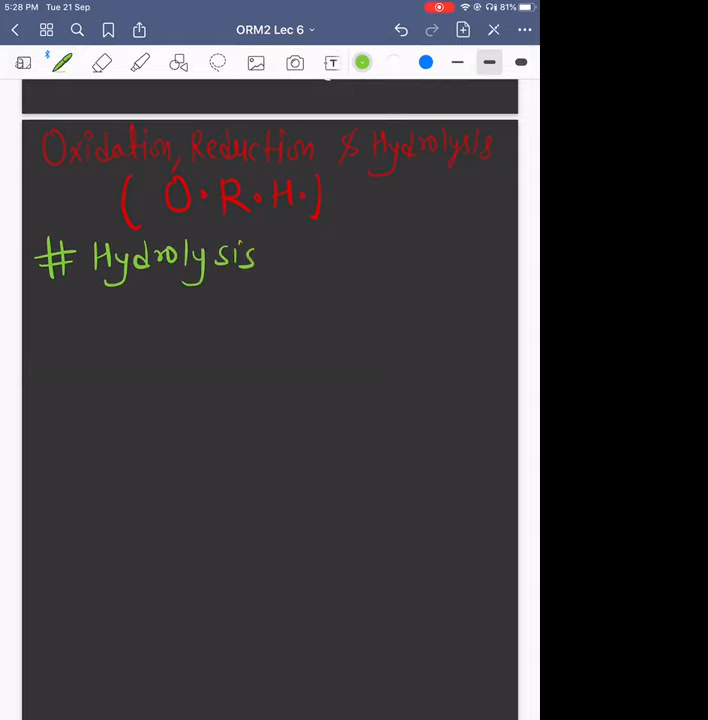 5:28 PM Tue 21 Sep
81%
ORM2 Lec 6
T
Oxidation, Reduction & Hydrolysis
( O · R · H · )
# Hydrolysis